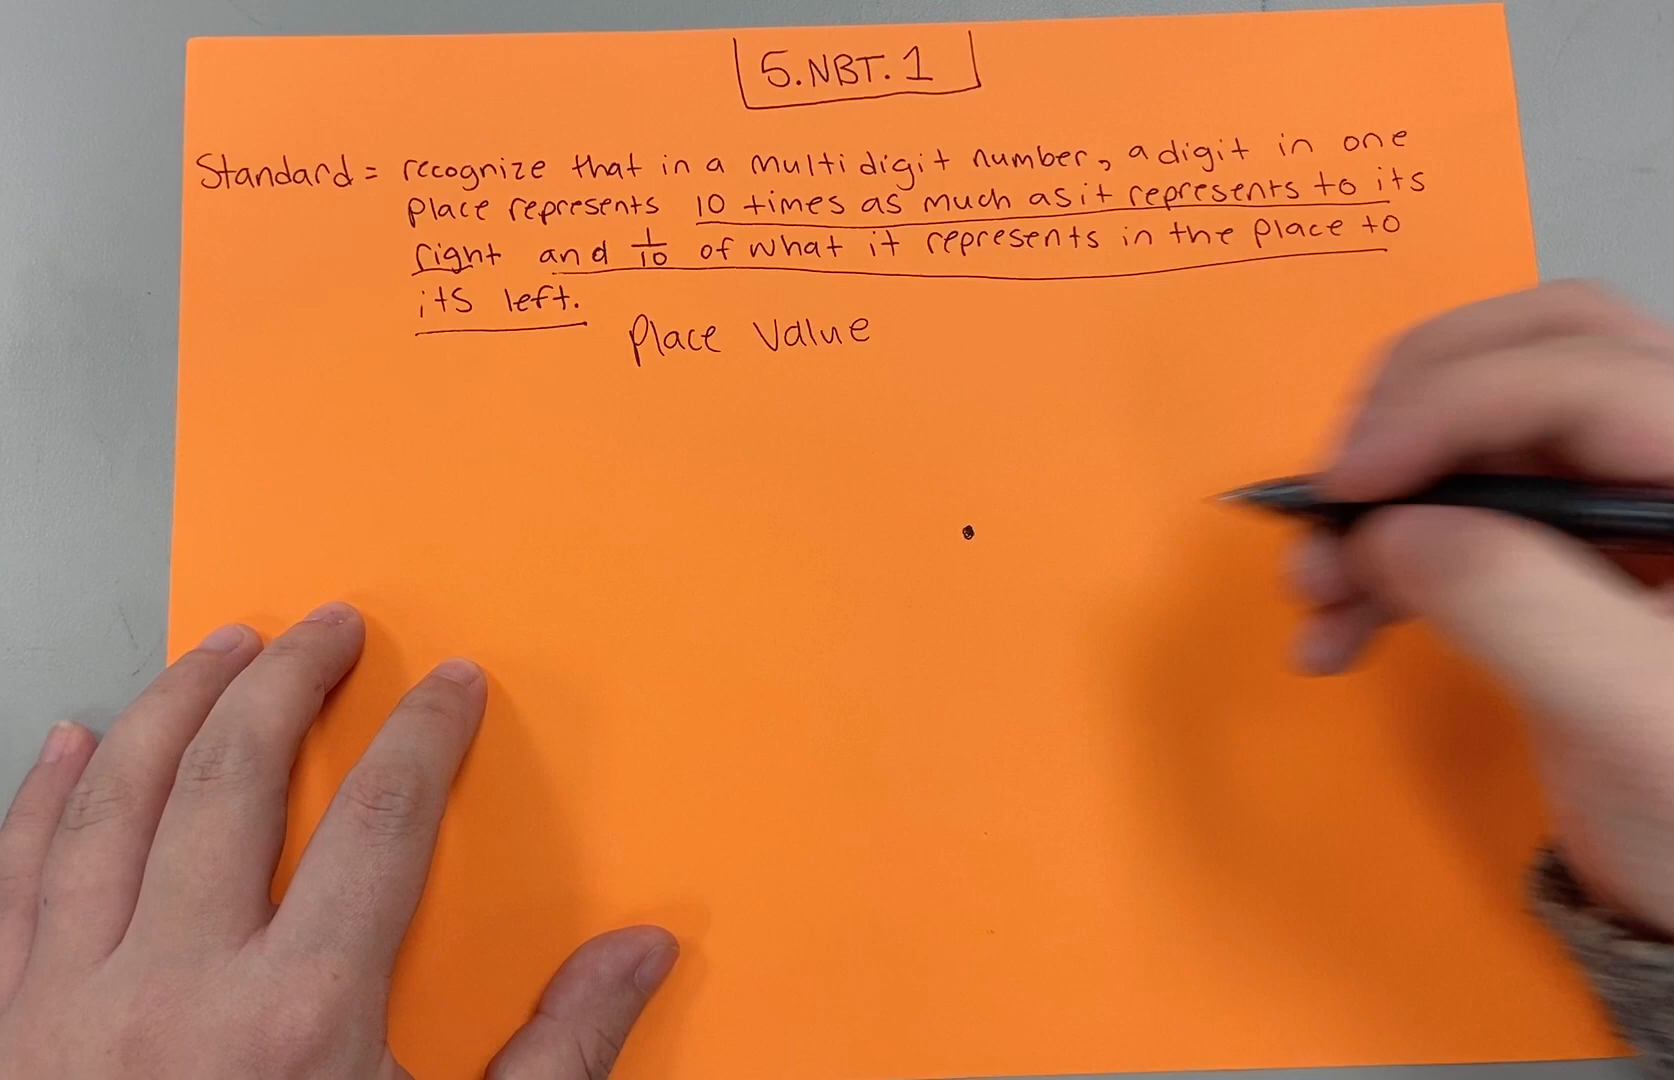 5.NBT.1
Standard = recognize that in a multi digit number, a digit in one
place represents 10 times as much as it represents to its
right and 1/10 of what it represents in the place to
its left.
Place Value